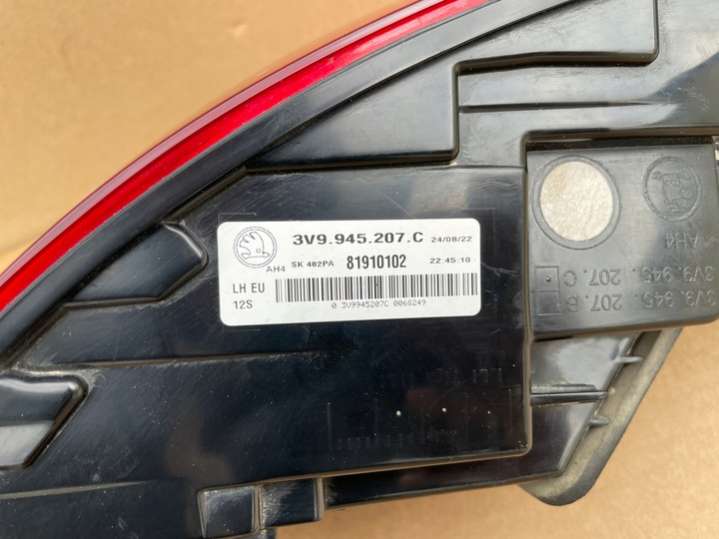 3V9.945.207.C 24/08/22
AH4 SK 482PA 81910102 22:45:10
LH EU
12S
0 3V9945207C 0066249
AH4
3V9.945. 207.C
3V9.945. 207.B